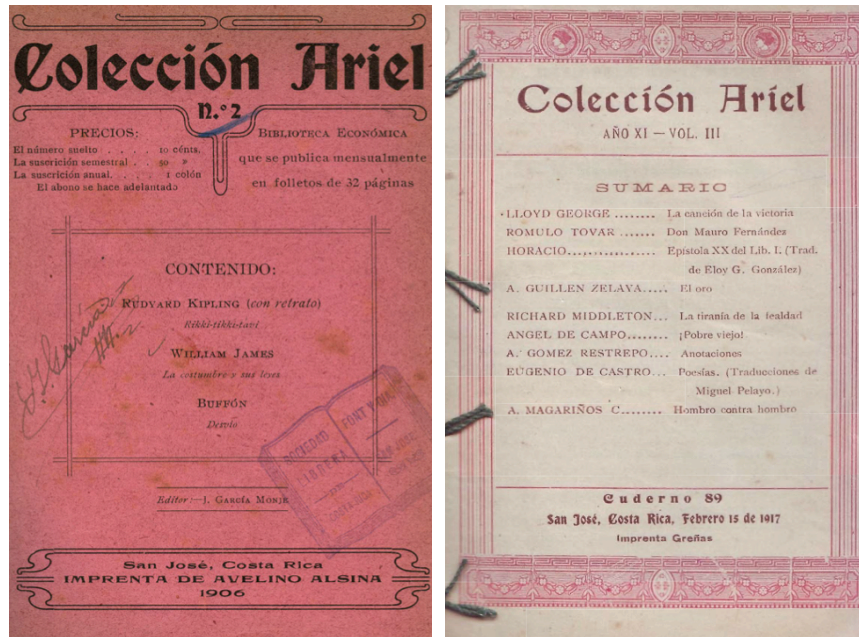 Colección Ariel
N.º 2
PRECIOS:
El número suelto . . . . . 10 cénts.
La suscrición semestral . . 50 »
La suscrición anual. . . . . 1 colón
El abono se hace adelantado
BIBLIOTECA ECONÓMICA
que se publica mensualmente
en folletos de 32 páginas
CONTENIDO:
RUDYARD KIPLING (con retrato)
Rikki-tikki-tavi
WILLIAM JAMES
La costumbre y sus leyes
BUFFÓN
Desvío
SOCIEDAD
LIBRERA
Editor:—J. GARCÍA MONJE
San José, Costa Rica
IMPRENTA DE AVELINO ALSINA
1906
Colección Ariel
AÑO XI — VOL. III
SUMARIO
LLOYD GEORGE ........ La canción de la victoria
ROMULO TOVAR ....... Don Mauro Fernández
HORACIO............... Epístola XX del Lib. I. (Trad.
de Eloy G. González)
A. GUILLEN ZELAYA..... El oro
RICHARD MIDDLETON... La tiranía de la fealdad
ANGEL DE CAMPO........ ¡Pobre viejo!
A. GOMEZ RESTREPO.... Anotaciones
EUGENIO DE CASTRO... Poesías. (Traducciones de
Miguel Pelayo.)
A. MAGARIÑOS C........ Hombro contra hombro
Cuderno 89
San José, Costa Rica, Febrero 15 de 1917
Imprenta Greñas